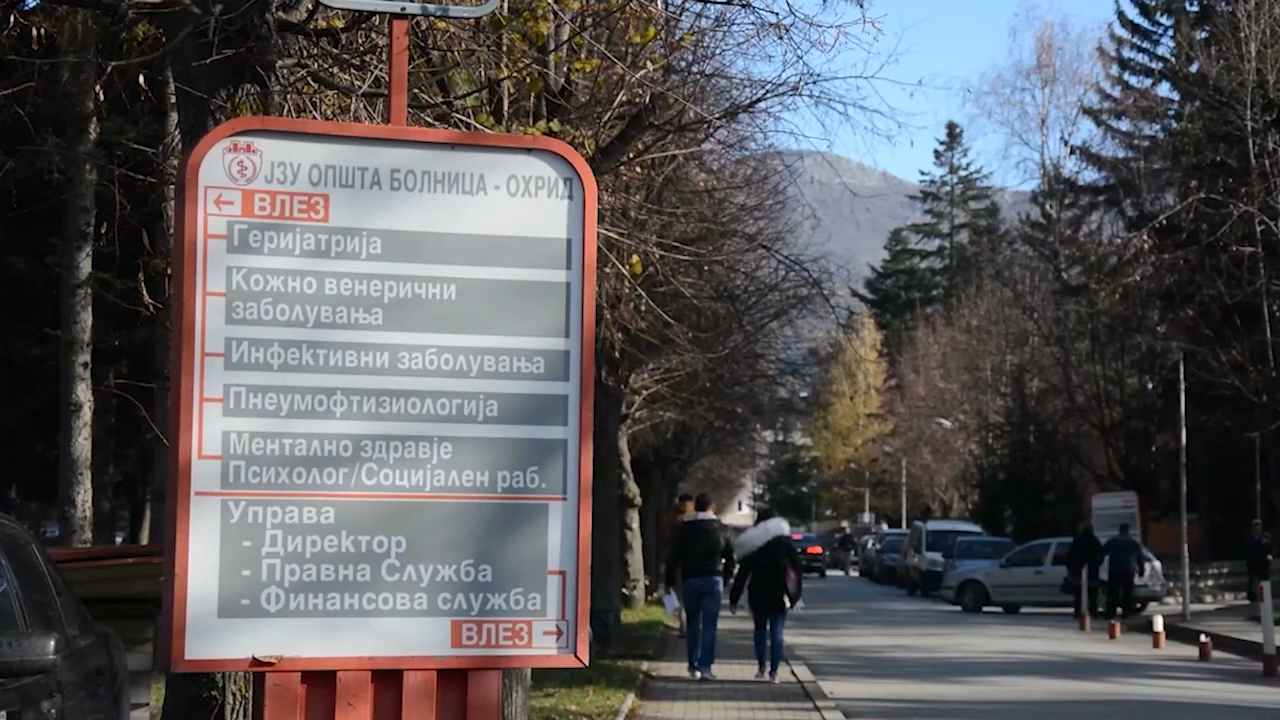 ЈЗУ ОПШТА БОЛНИЦА - ОХРИД
← ВЛЕЗ
Геријатрија
Кожно венерични
заболувања
Инфективни заболувања
Пнеумофтизиологија
Ментално здравје
Психолог/Социјален раб.
Управа
- Директор
- Правна Служба
- Финансова служба
ВЛЕЗ →